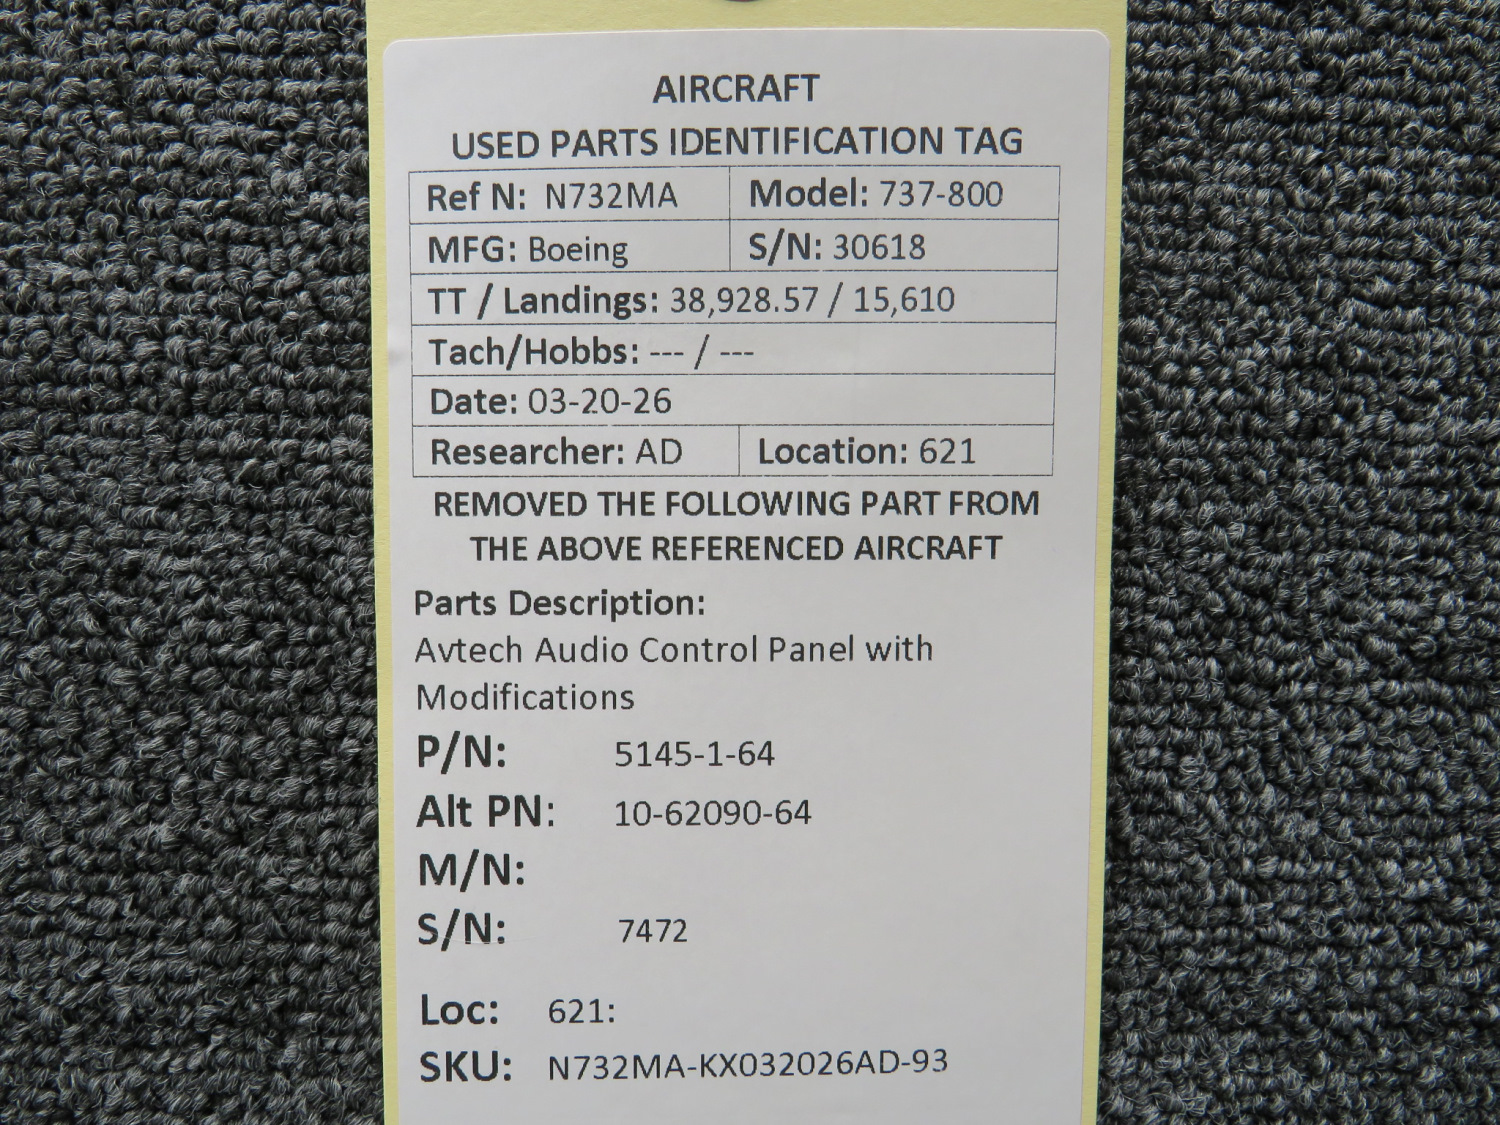 AIRCRAFT
USED PARTS IDENTIFICATION TAG
Ref N: N732MA Model: 737-800
MFG: Boeing S/N: 30618
TT / Landings: 38,928.57 / 15,610
Tach/Hobbs: --- / ---
Date: 03-20-26
Researcher: AD Location: 621
REMOVED THE FOLLOWING PART FROM
THE ABOVE REFERENCED AIRCRAFT
Parts Description:
Avtech Audio Control Panel with
Modifications
P/N: 5145-1-64
Alt PN: 10-62090-64
M/N:
S/N: 7472
Loc: 621:
SKU: N732MA-KX032026AD-93